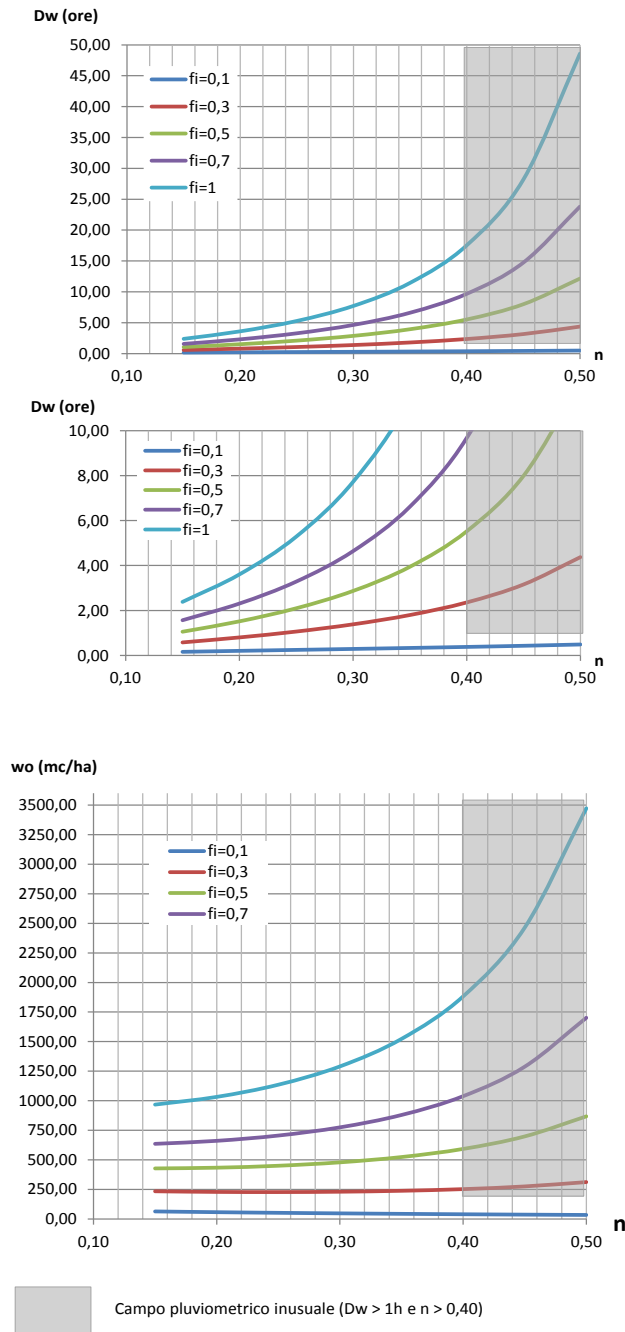 Dw (ore)
50,00
45,00
40,00
35,00
30,00
25,00
20,00
15,00
10,00
5,00
0,00
fi=0,1
fi=0,3
fi=0,5
fi=0,7
fi=1
0,10 0,20 0,30 0,40 0,50
n
Dw (ore)
10,00
8,00
6,00
4,00
2,00
0,00
fi=0,1
fi=0,3
fi=0,5
fi=0,7
fi=1
0,10 0,20 0,30 0,40 0,50
n
wo (mc/ha)
3500,00
3250,00
3000,00
2750,00
2500,00
2250,00
2000,00
1750,00
1500,00
1250,00
1000,00
750,00
500,00
250,00
0,00
fi=0,1
fi=0,3
fi=0,5
fi=0,7
0,10 0,20 0,30 0,40 0,50
n
Campo pluviometrico inusuale (Dw > 1h e n > 0,40)